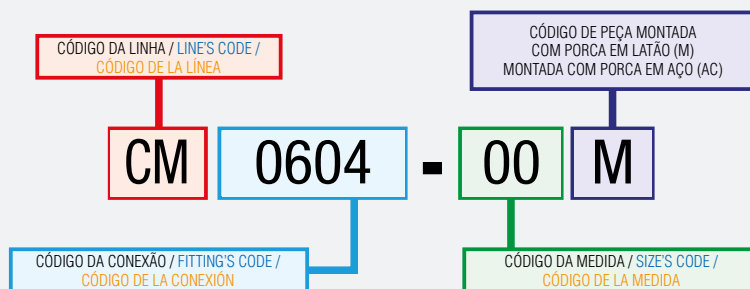 CÓDIGO DE PEÇA MONTADA
COM PORCA EM LATÃO (M)
MONTADA COM PORCA EM AÇO (AC)
CÓDIGO DA LINHA / LINE'S CODE /
CÓDIGO DE LA LÍNEA
CM 0604 - 00 M
CÓDIGO DA CONEXÃO / FITTING'S CODE /
CÓDIGO DE LA CONEXIÓN
CÓDIGO DA MEDIDA / SIZE'S CODE /
CÓDIGO DE LA MEDIDA